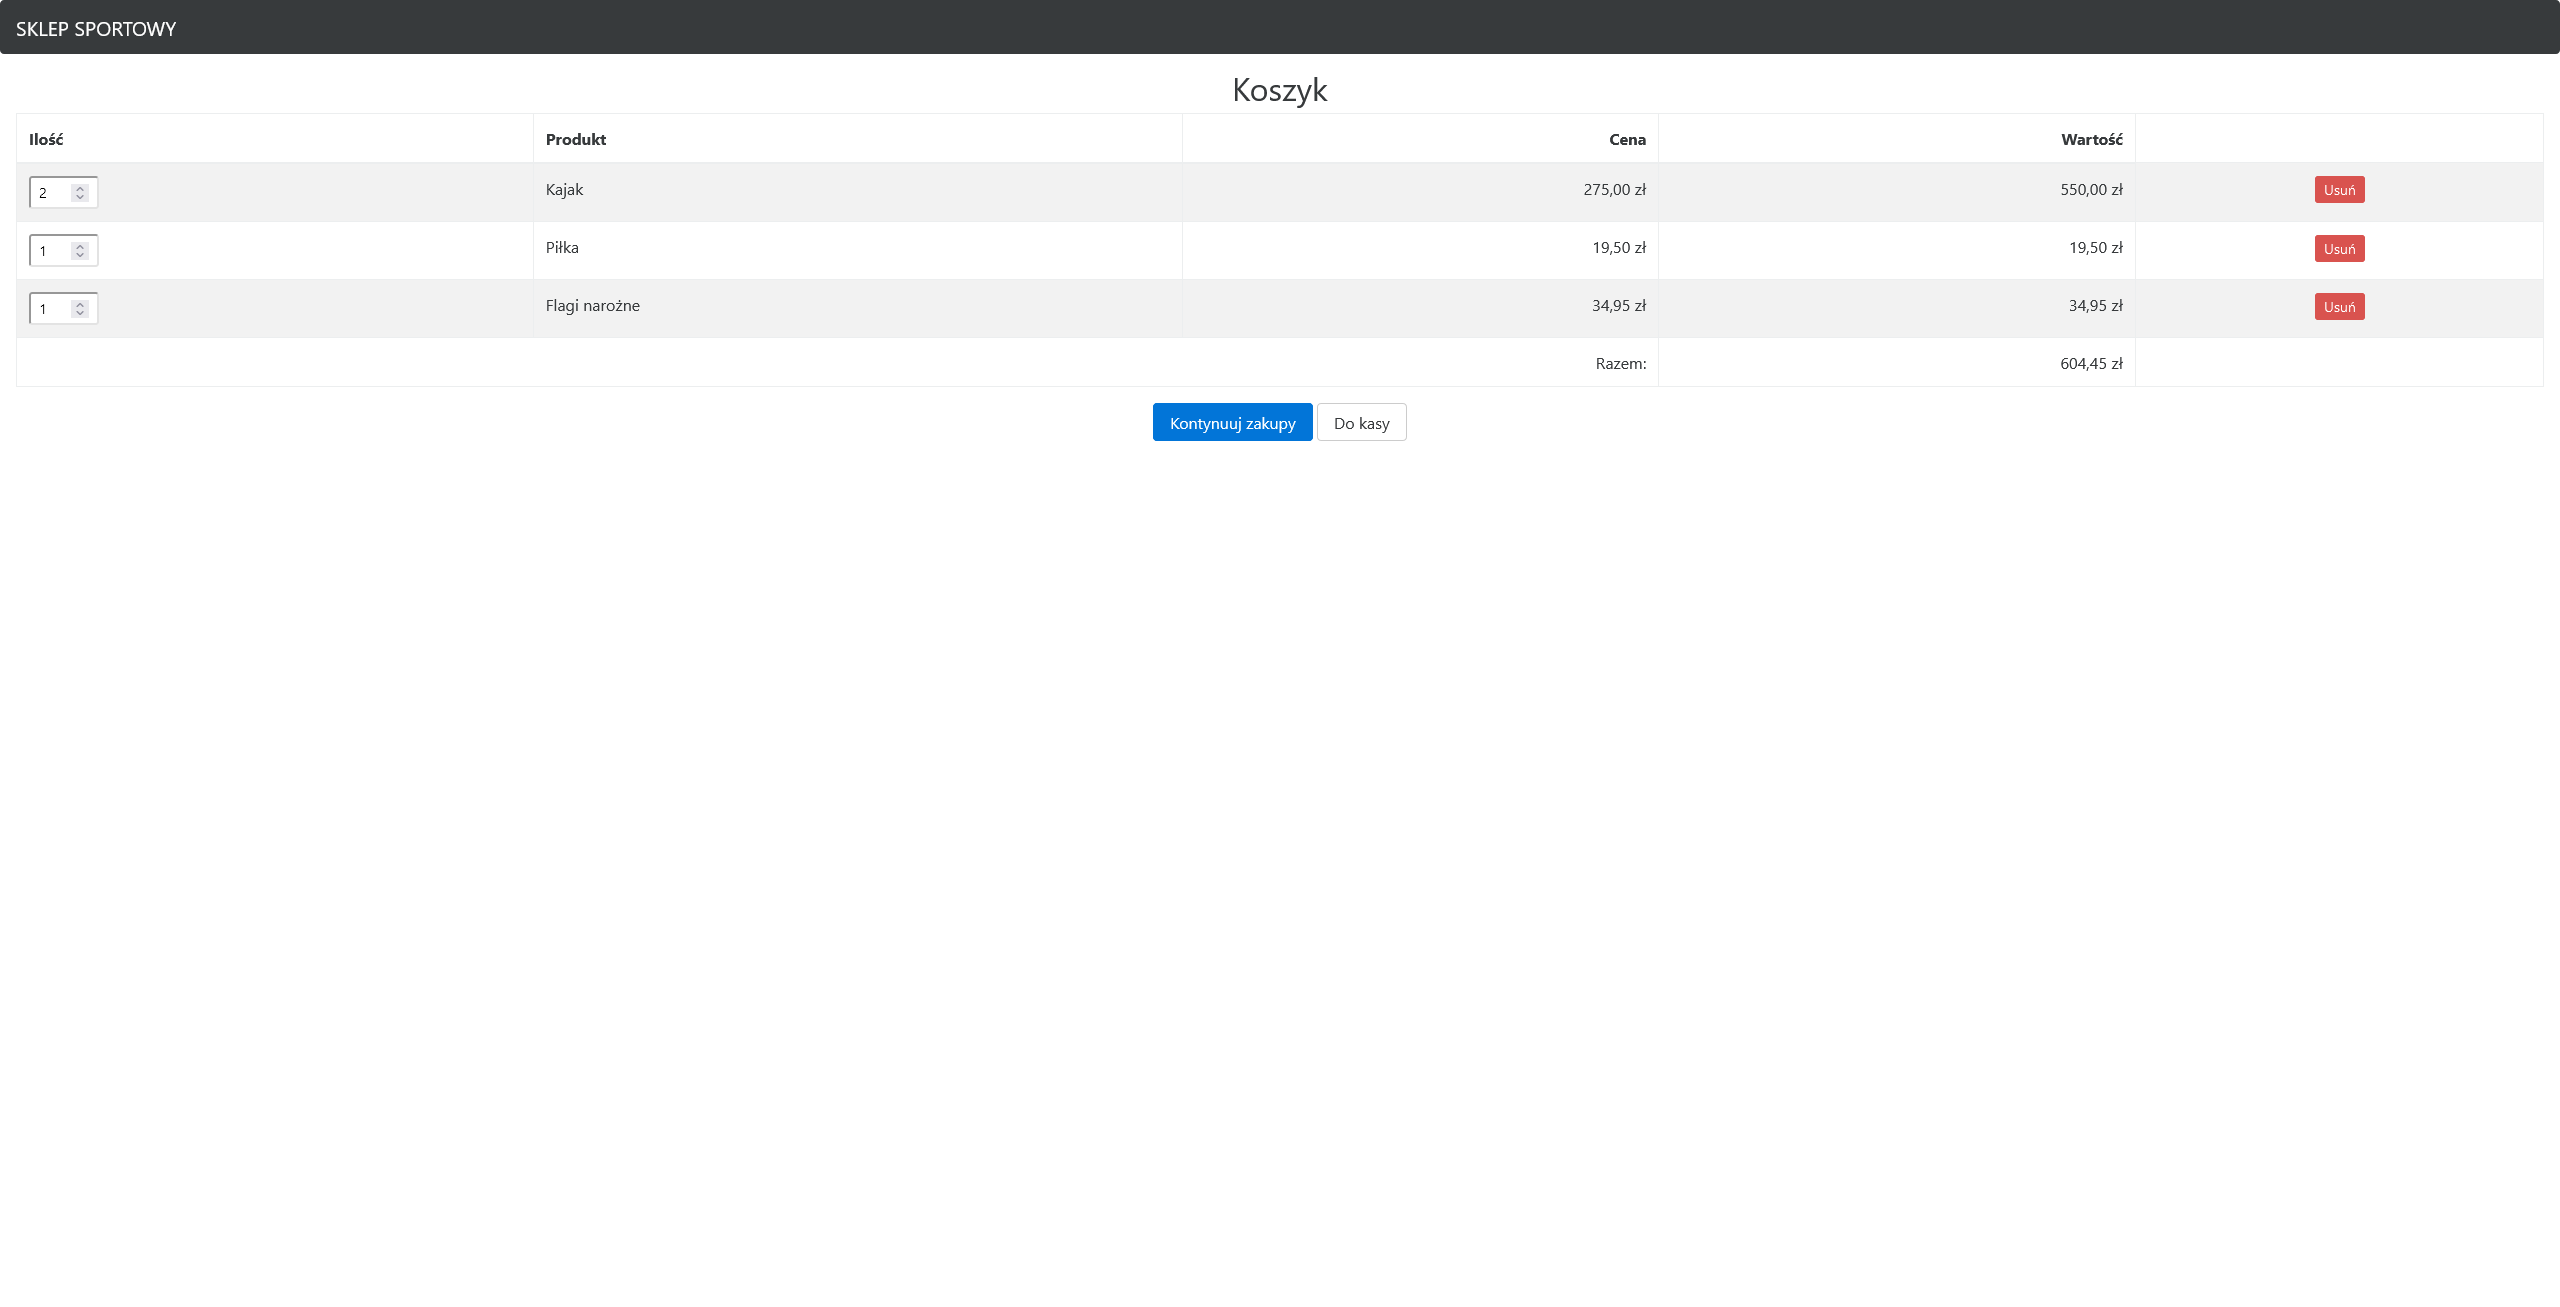 SKLEP SPORTOWY
Koszyk
Ilość Produkt Cena Wartość
2 Kajak 275,00 zł 550,00 zł Usuń
1 Piłka 19,50 zł 19,50 zł Usuń
1 Flagi narożne 34,95 zł 34,95 zł Usuń
Razem: 604,45 zł
Kontynuuj zakupy Do kasy